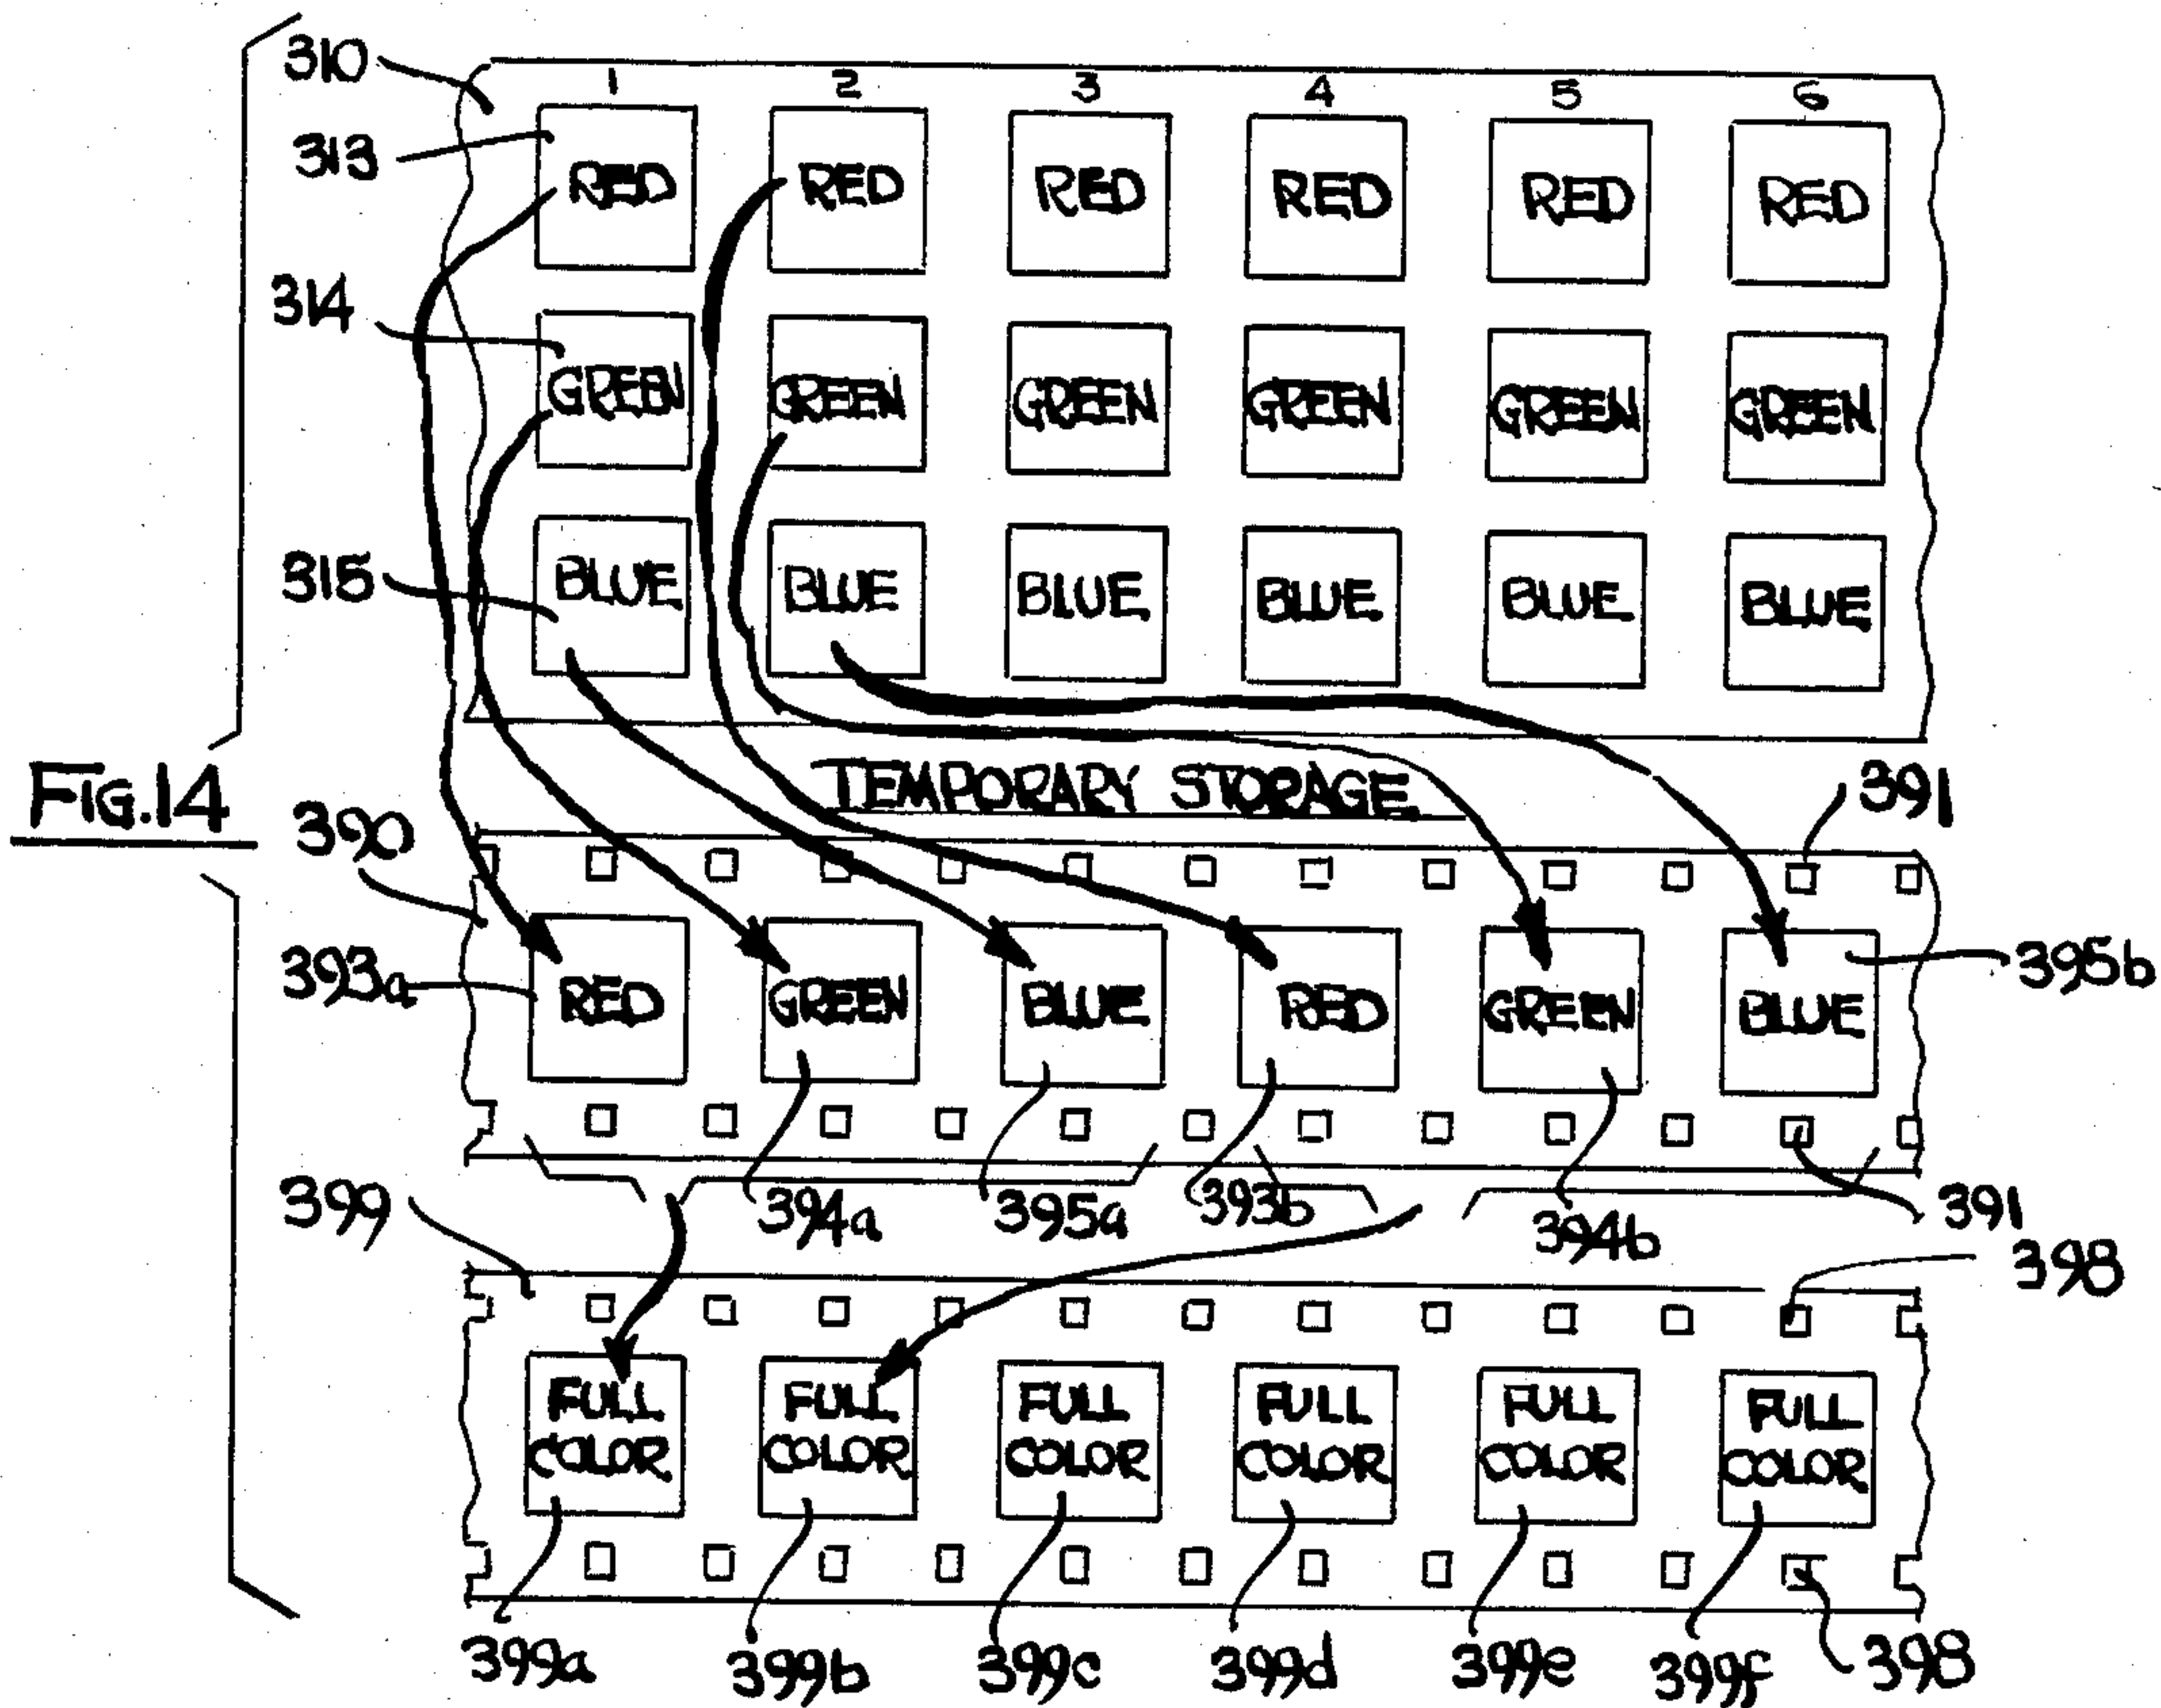 310
1 2 3 4 5 6
313
RED RED RED RED RED RED
314
GREEN GREEN GREEN GREEN GREEN GREEN
315
BLUE BLUE BLUE BLUE BLUE BLUE
FIG.14
TEMPORARY STORAGE
390
391
393a
RED GREEN BLUE RED GREEN BLUE
395b
399
394a 395a 393b 394b
391
398
FULL COLOR
FULL COLOR
FULL COLOR
FULL COLOR
FULL COLOR
FULL COLOR
399a 399b 399c 399d 399e 399f 398